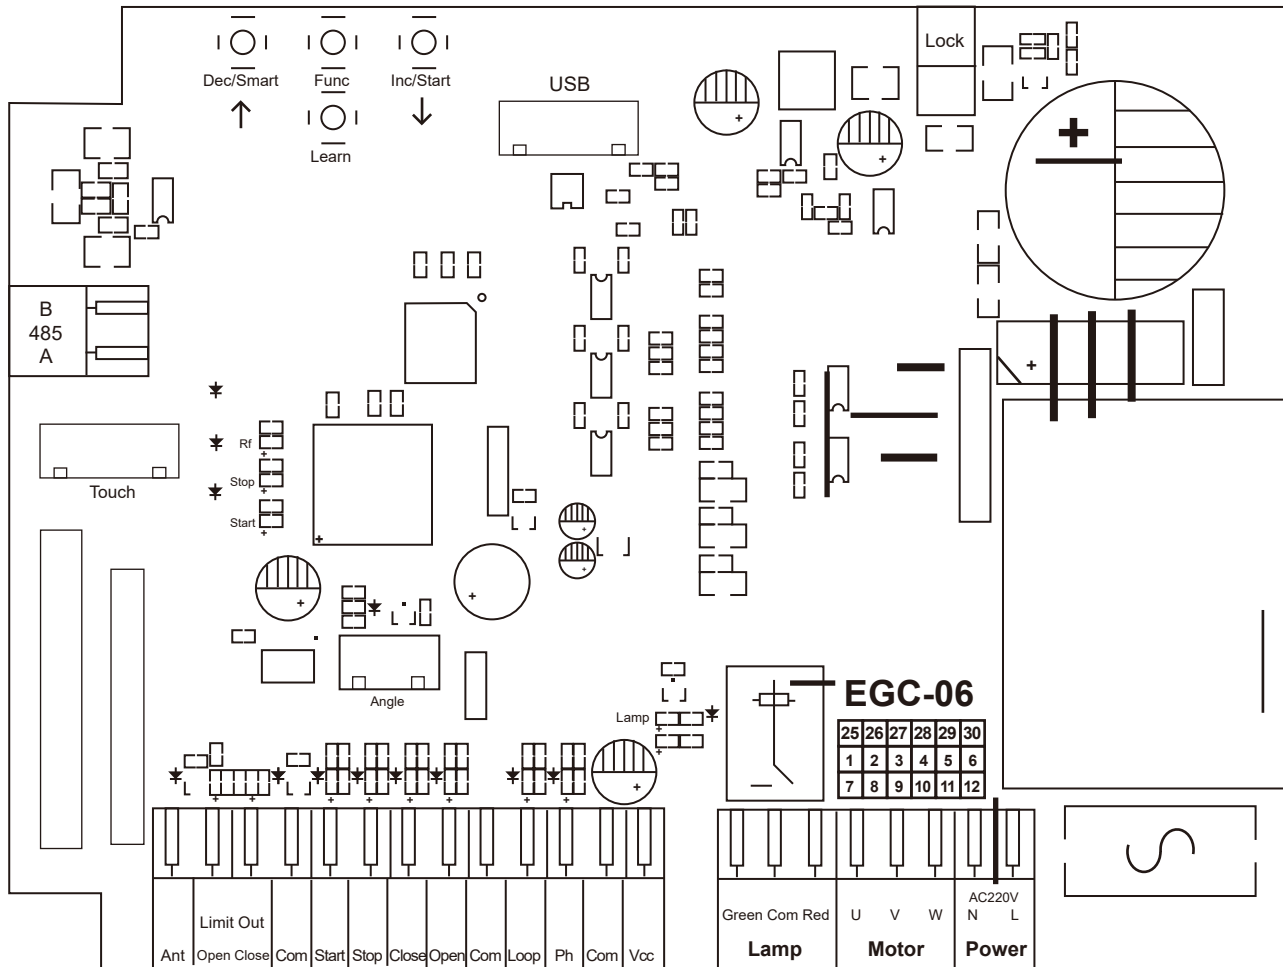 Lock
Dec/Smart Func Inc/Start
USB
Learn
B
485
A
Rf
Touch
Stop
Start
Angle
EGC-06
Lamp
25 26 27 28 29 30
1 2 3 4 5 6
7 8 9 10 11 12
AC220V
Limit Out
Green Com Red U V W N L
Ant Open Close Com Start Stop Close Open Com Loop Ph Com Vcc
Lamp Motor Power